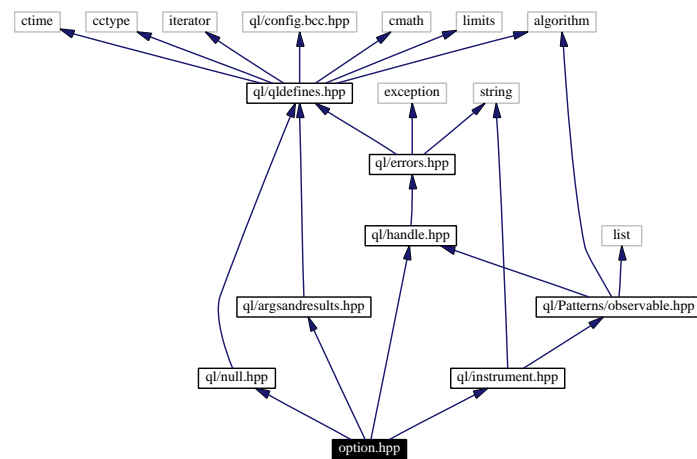 ctime
cctype
iterator
ql/config.bcc.hpp
cmath
limits
algorithm
ql/qldefines.hpp
exception
string
ql/errors.hpp
ql/handle.hpp
list
ql/argsandresults.hpp
ql/Patterns/observable.hpp
ql/null.hpp
ql/instrument.hpp
option.hpp